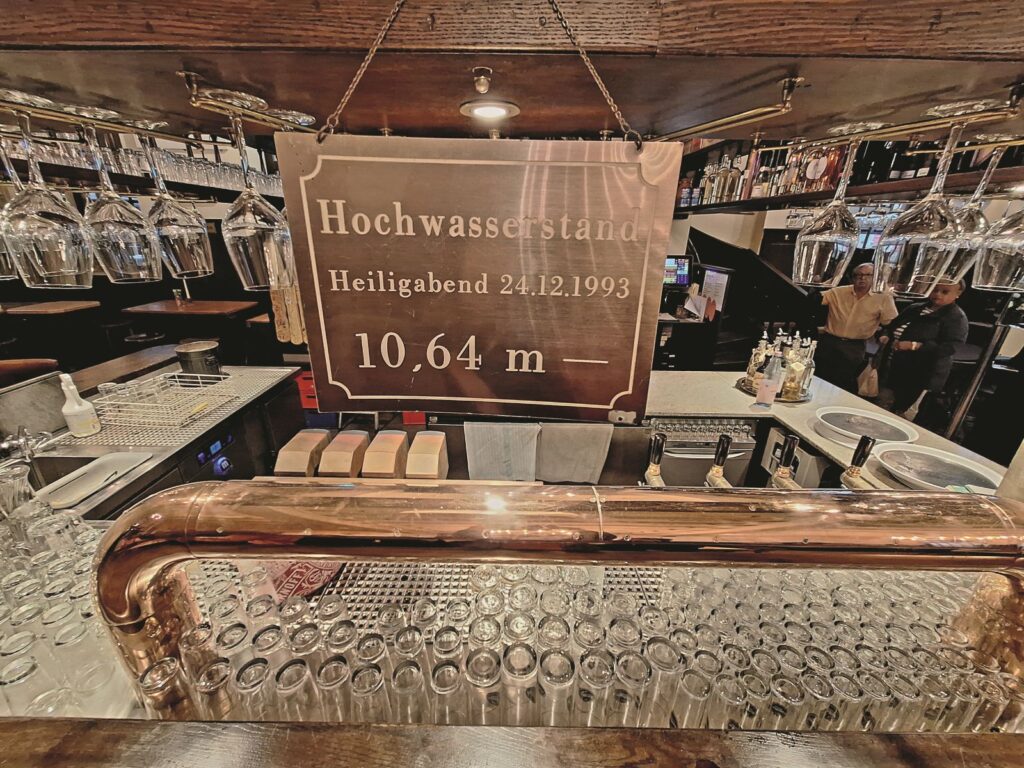 Hochwasserstand
Heiligabend 24.12.1993
10,64 m —